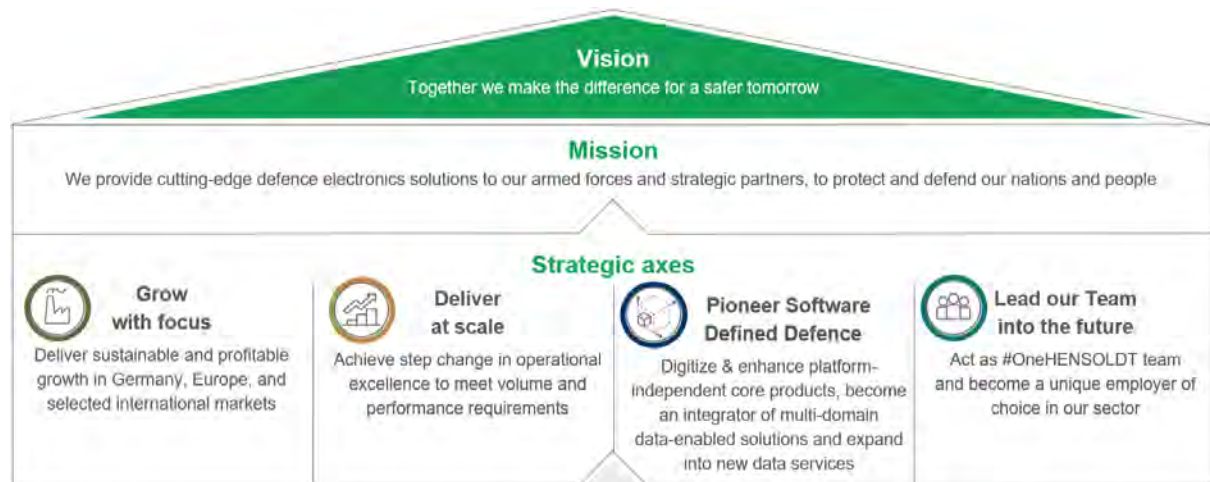 Vision
Together we make the difference for a safer tomorrow
Mission
We provide cutting-edge defence electronics solutions to our armed forces and strategic partners, to protect and defend our nations and people
Strategic axes
Grow
with focus
Deliver sustainable and profitable
growth in Germany, Europe, and
selected international markets
Deliver
at scale
Achieve step change in operational
excellence to meet volume and
performance requirements
Pioneer Software
Defined Defence
Digitize & enhance platform-
independent core products, become
an integrator of multi-domain
data-enabled solutions and expand
into new data services
Lead our Team
into the future
Act as #OneHENSOLDT team
and become a unique employer of
choice in our sector